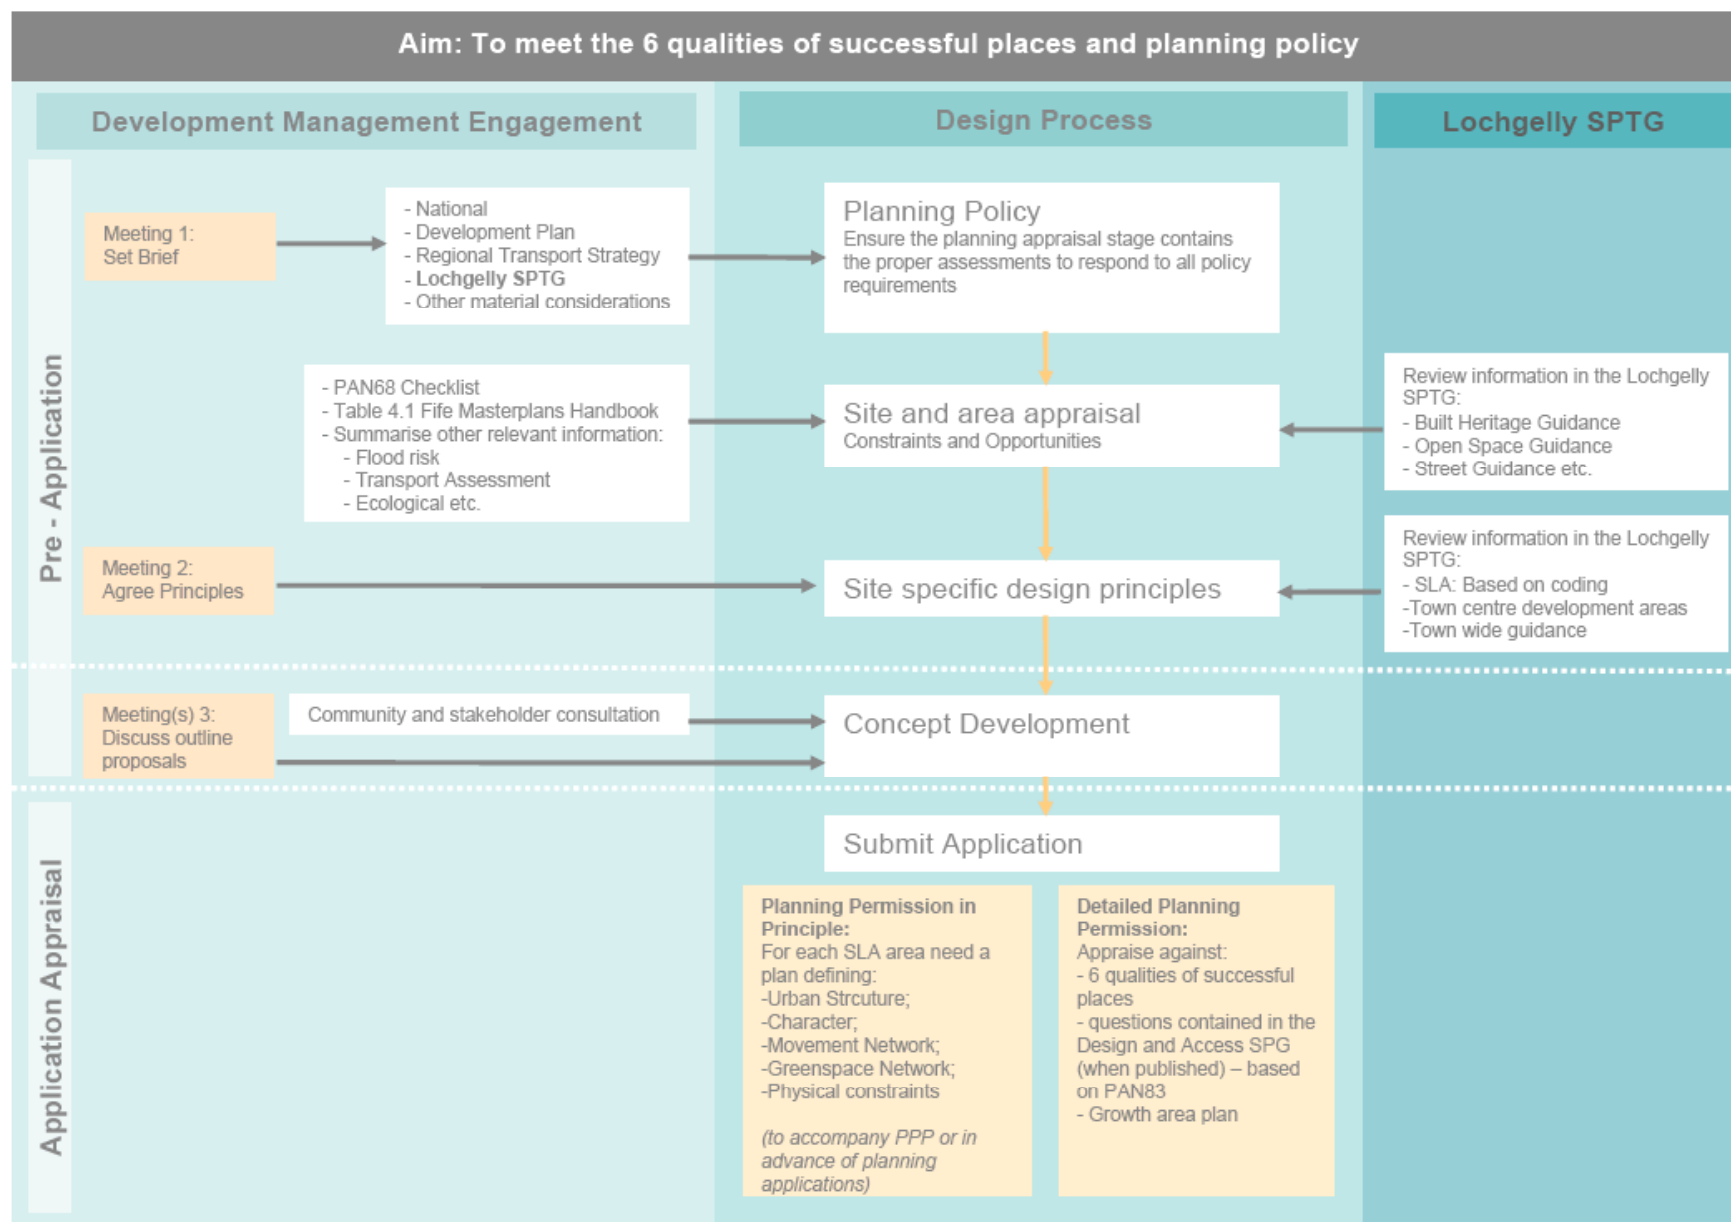 Aim: To meet the 6 qualities of successful places and planning policy
Development Management Engagement
Design Process
Lochgelly SPTG
Pre - Application
Meeting 1:
Set Brief
- National
- Development Plan
- Regional Transport Strategy
- Lochgelly SPTG
- Other material considerations
Planning Policy
Ensure the planning appraisal stage contains
the proper assessments to respond to all policy
requirements
- PAN68 Checklist
- Table 4.1 Fife Masterplans Handbook
- Summarise other relevant information:
- Flood risk
- Transport Assessment
- Ecological etc.
Site and area appraisal
Constraints and Opportunities
Review information in the Lochgelly
SPTG:
- Built Heritage Guidance
- Open Space Guidance
- Street Guidance etc.
Meeting 2:
Agree Principles
Site specific design principles
Review information in the Lochgelly
SPTG:
- SLA: Based on coding
-Town centre development areas
-Town wide guidance
Meeting(s) 3:
Discuss outline
proposals
Community and stakeholder consultation
Concept Development
Application Appraisal
Submit Application
Planning Permission in
Principle:
For each SLA area need a
plan defining:
-Urban Strcuture;
-Character;
-Movement Network;
-Greenspace Network;
-Physical constraints
(to accompany PPP or in
advance of planning
applications)
Detailed Planning
Permission:
Appraise against:
- 6 qualities of successful
places
- questions contained in the
Design and Access SPG
(when published) – based
on PAN83
- Growth area plan